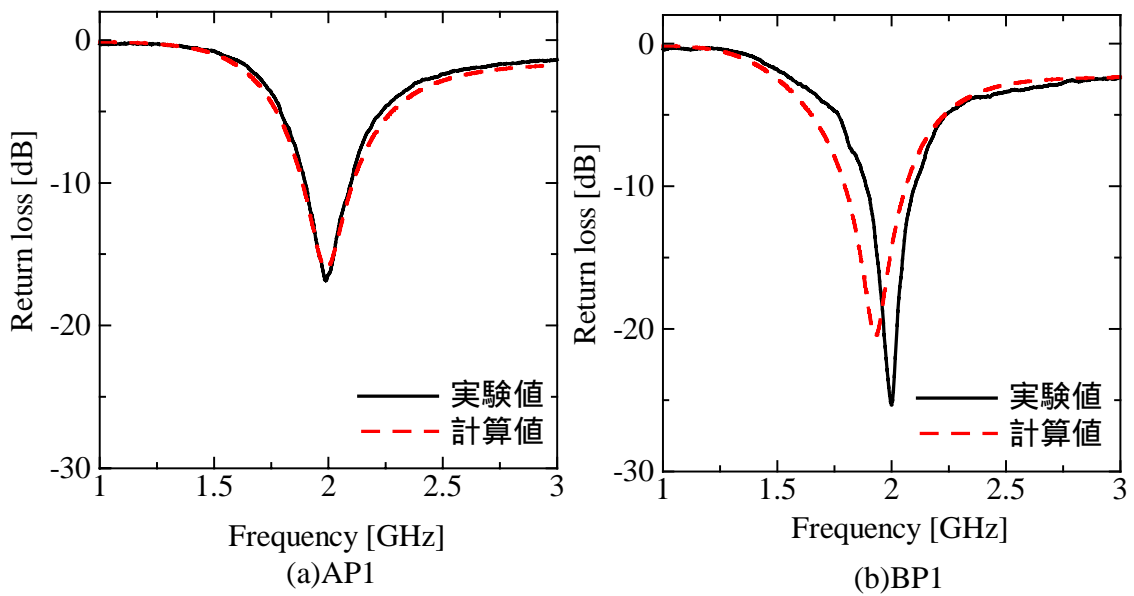 0
-10
-20
-30
Return loss [dB]
実験値
計算値
1
1.5
2
2.5
3
Frequency [GHz]
(a)AP1
0
-10
-20
-30
Return loss [dB]
実験値
計算値
1
1.5
2
2.5
3
Frequency [GHz]
(b)BP1